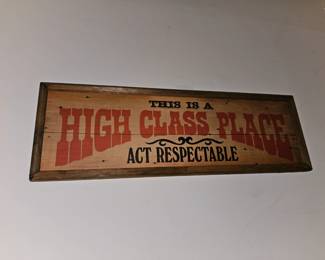 THIS IS A
HIGH CLASS PLACE
ACT RESPECTABLE